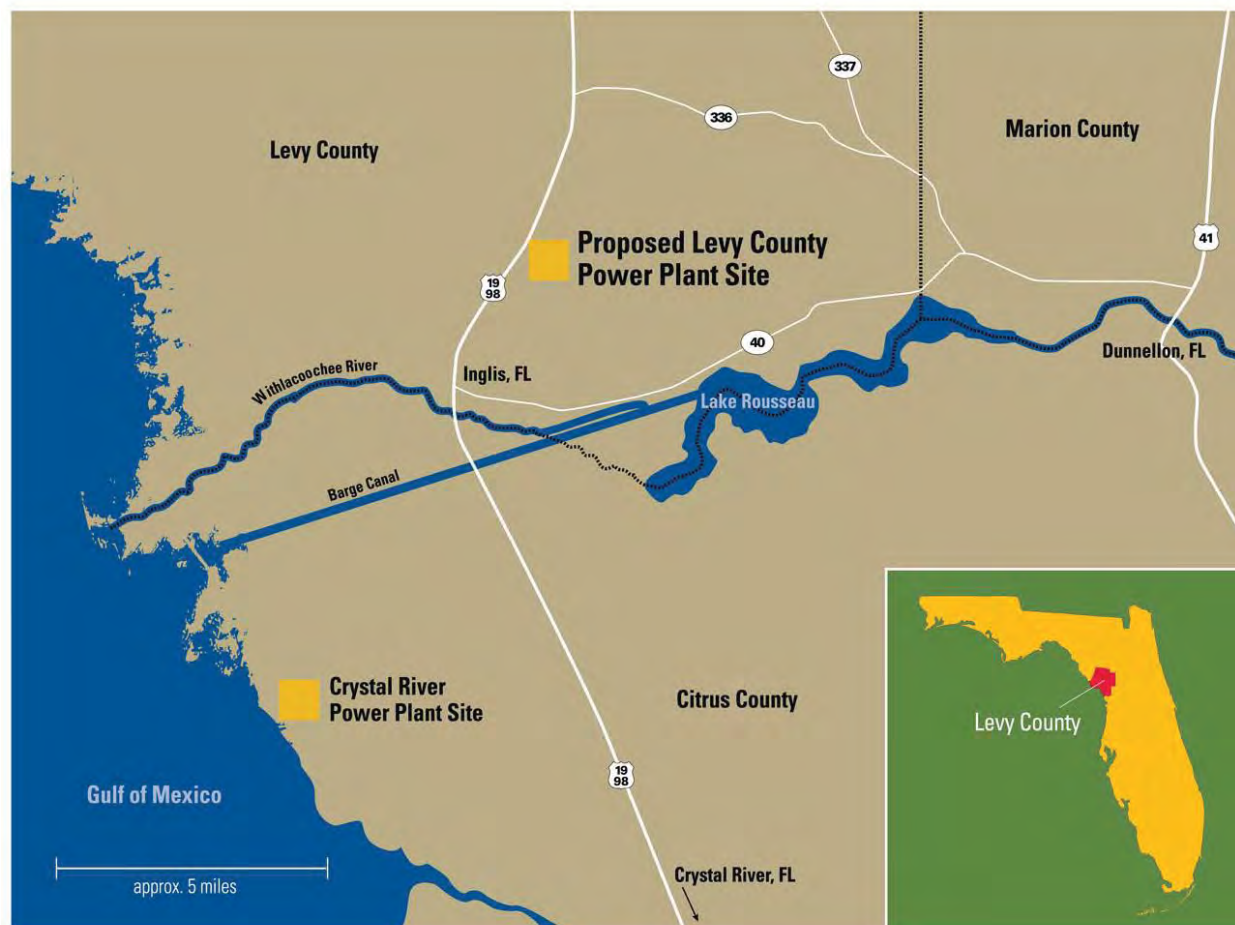 337
336
Marion County
Levy County
Proposed Levy County
Power Plant Site
41
19
98
40
Dunnellon, FL
Inglis, FL
Withlacoochee River
Lake Rousseau
Barge Canal
Crystal River
Power Plant Site
Citrus County
Levy County
19
98
Gulf of Mexico
approx. 5 miles
Crystal River, FL